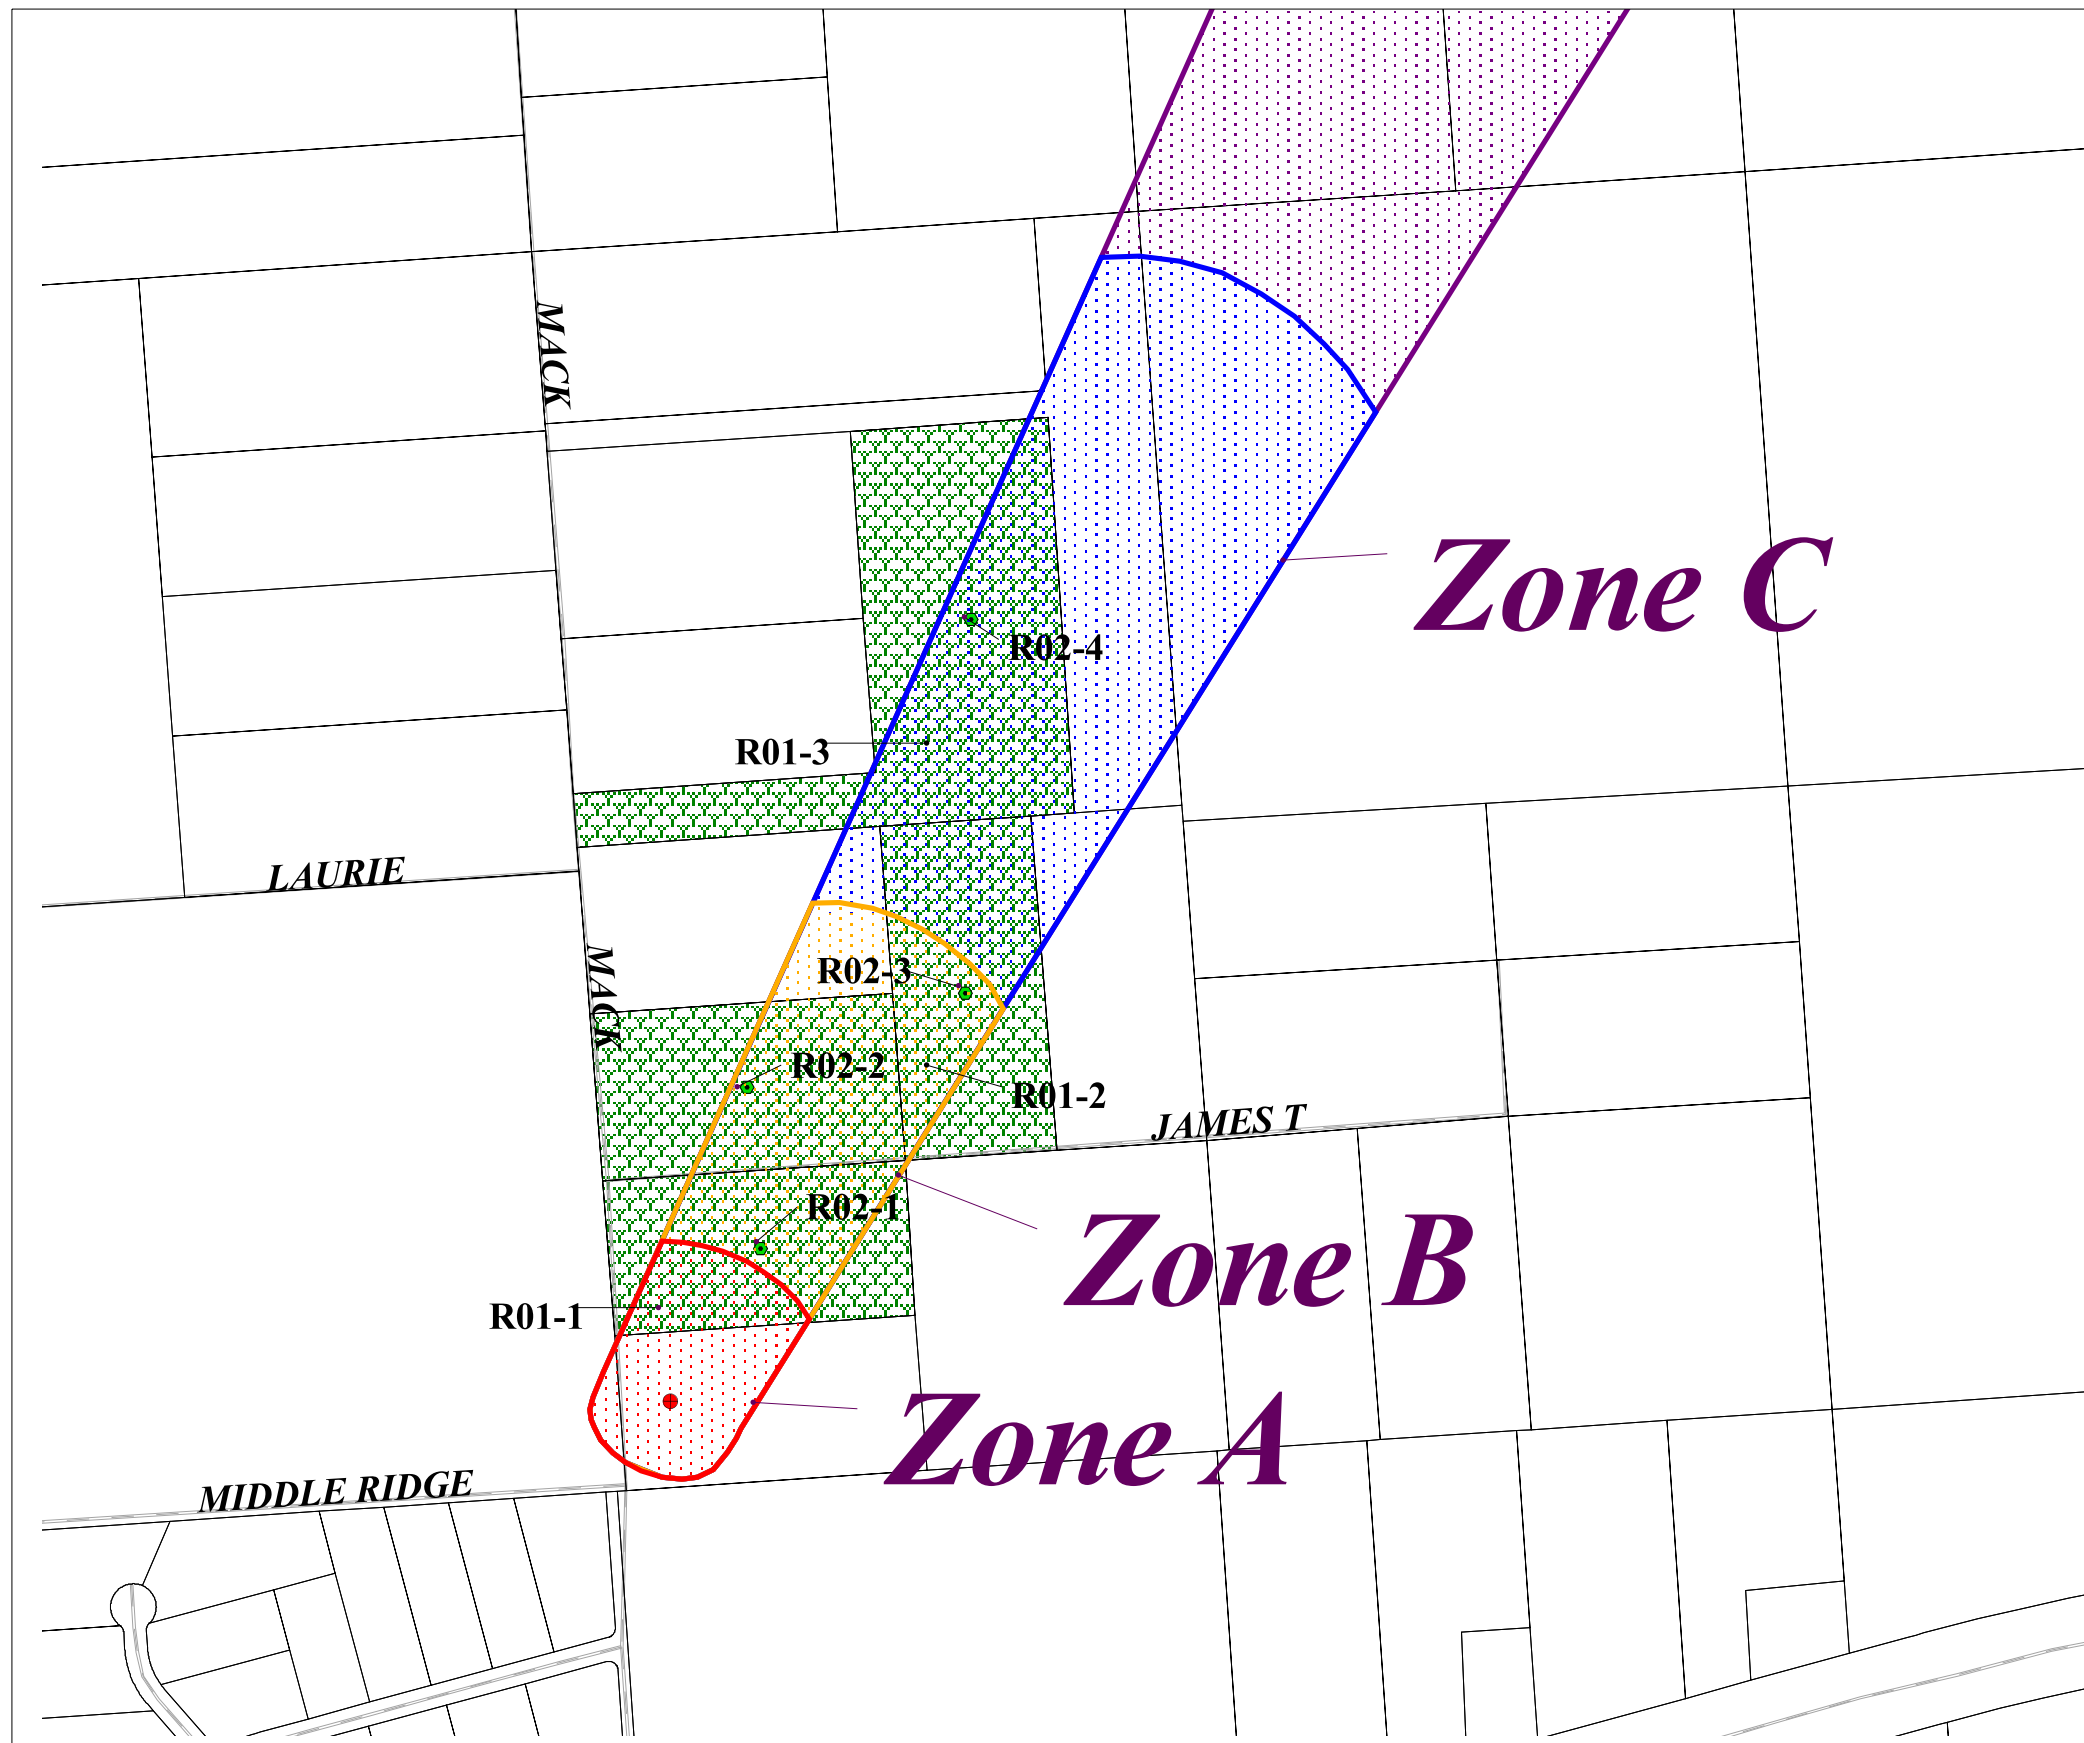 MACK
Zone C
R02-4
R01-3
LAURIE
MACK
R02-3
R02-2
R01-2
JAMES T
R02-1
Zone B
R01-1
Zone A
MIDDLE RIDGE